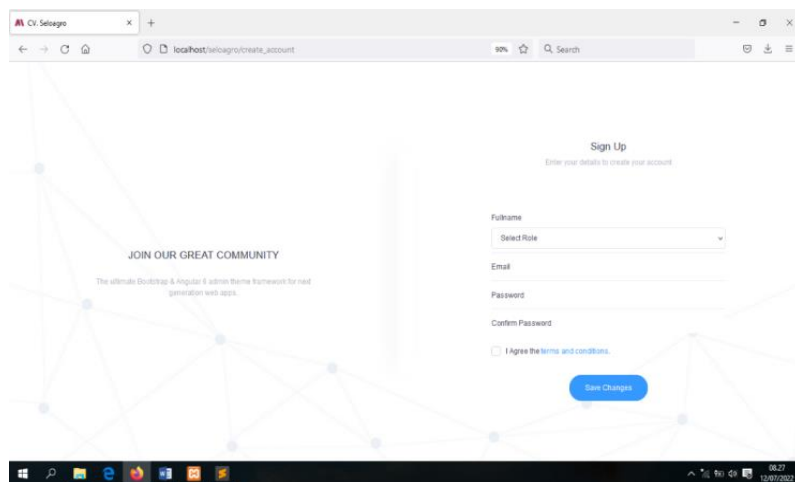 CV. Seloagro
localhost/seloagro/create_account
90%
Search
Sign Up
Enter your details to create your account
Fullname
Select Role
JOIN OUR GREAT COMMUNITY
Email
The ultimate Bootstrap & Angular 6 admin theme framework for next
generation web apps.
Password
Confirm Password
I Agree the terms and conditions.
Save Changes
08.27
12/07/2022